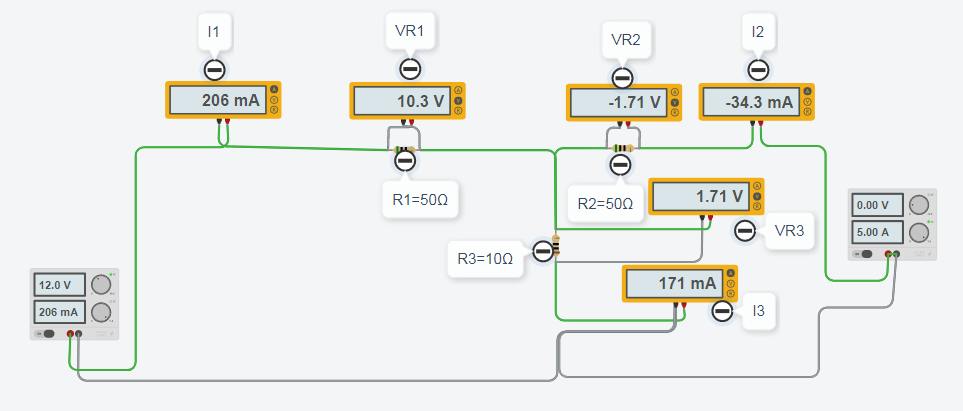 I1
VR1
VR2
I2
206 mA
10.3 V
-1.71 V
-34.3 mA
R1=50Ω
R2=50Ω
1.71 V
VR3
0.00 V
5.00 A
R3=10Ω
171 mA
I3
12.0 V
206 mA